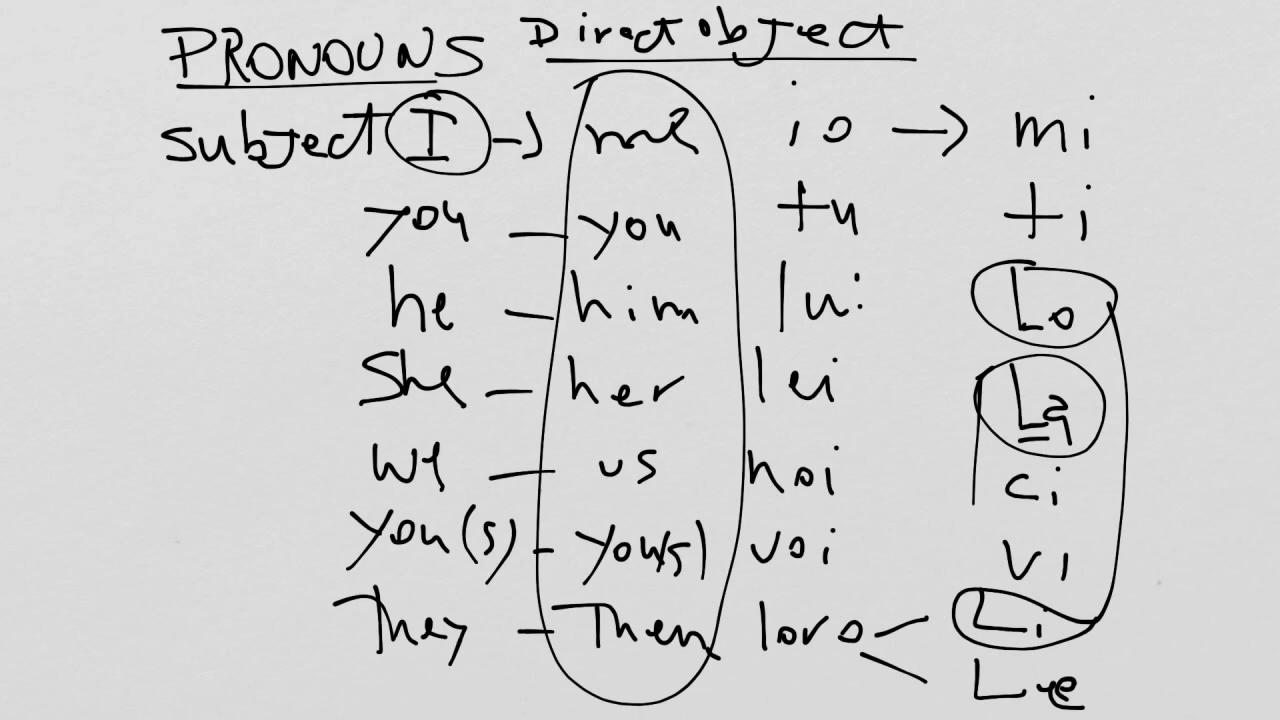 PRONOUNS Direct object
subject I → me io → mi
you — you tu ti
he — him lui Lo
She — her lei La
we — us noi ci
you(s) - you(s) voi vi
They - Them loro < Li
Le